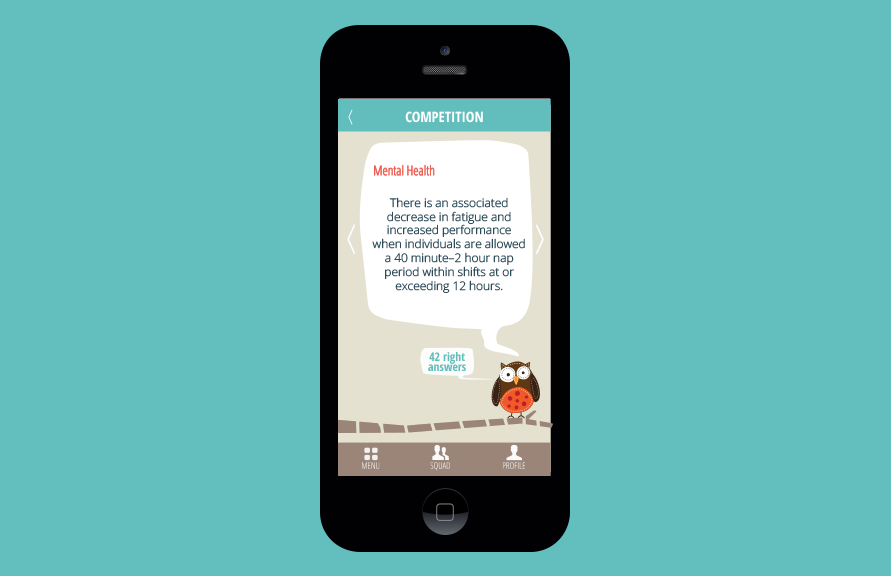 COMPETITION
Mental Health
There is an associated
decrease in fatigue and
increased performance
when individuals are allowed
a 40 minute–2 hour nap
period within shifts at or
exceeding 12 hours.
42 right
answers
MENU
SQUAD
PROFILE